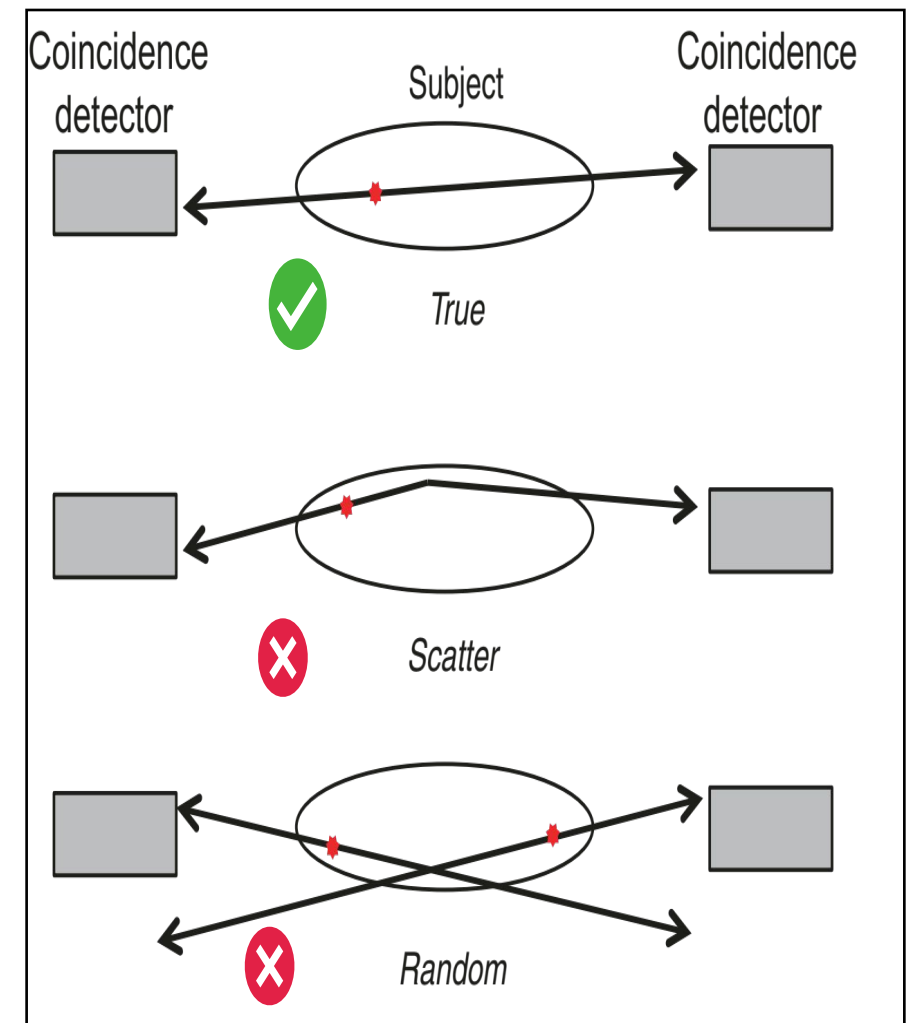 Coincidence
detector
Subject
Coincidence
detector
True
Scatter
Random